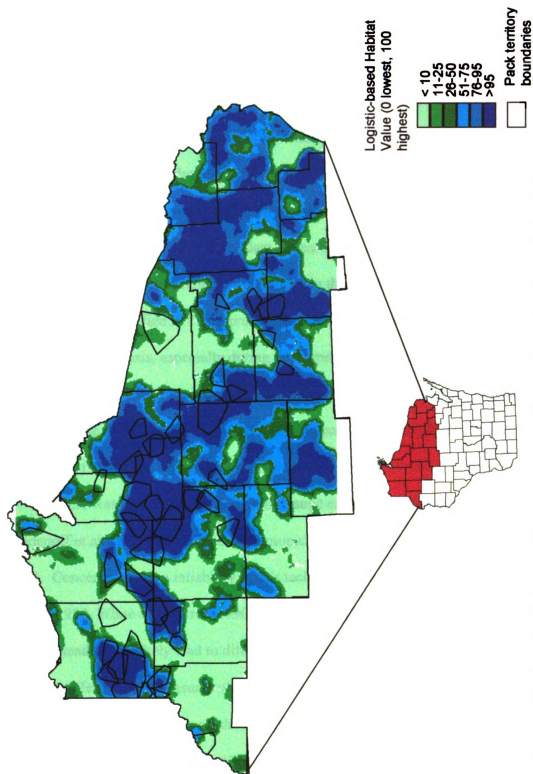 Logistic-based Habitat
Value (0 lowest, 100
highest)
< 10
11-25
26-50
51-75
76-95
>95
Pack territory
boundaries